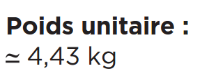 Poids unitaire :
≃ 4,43 kg